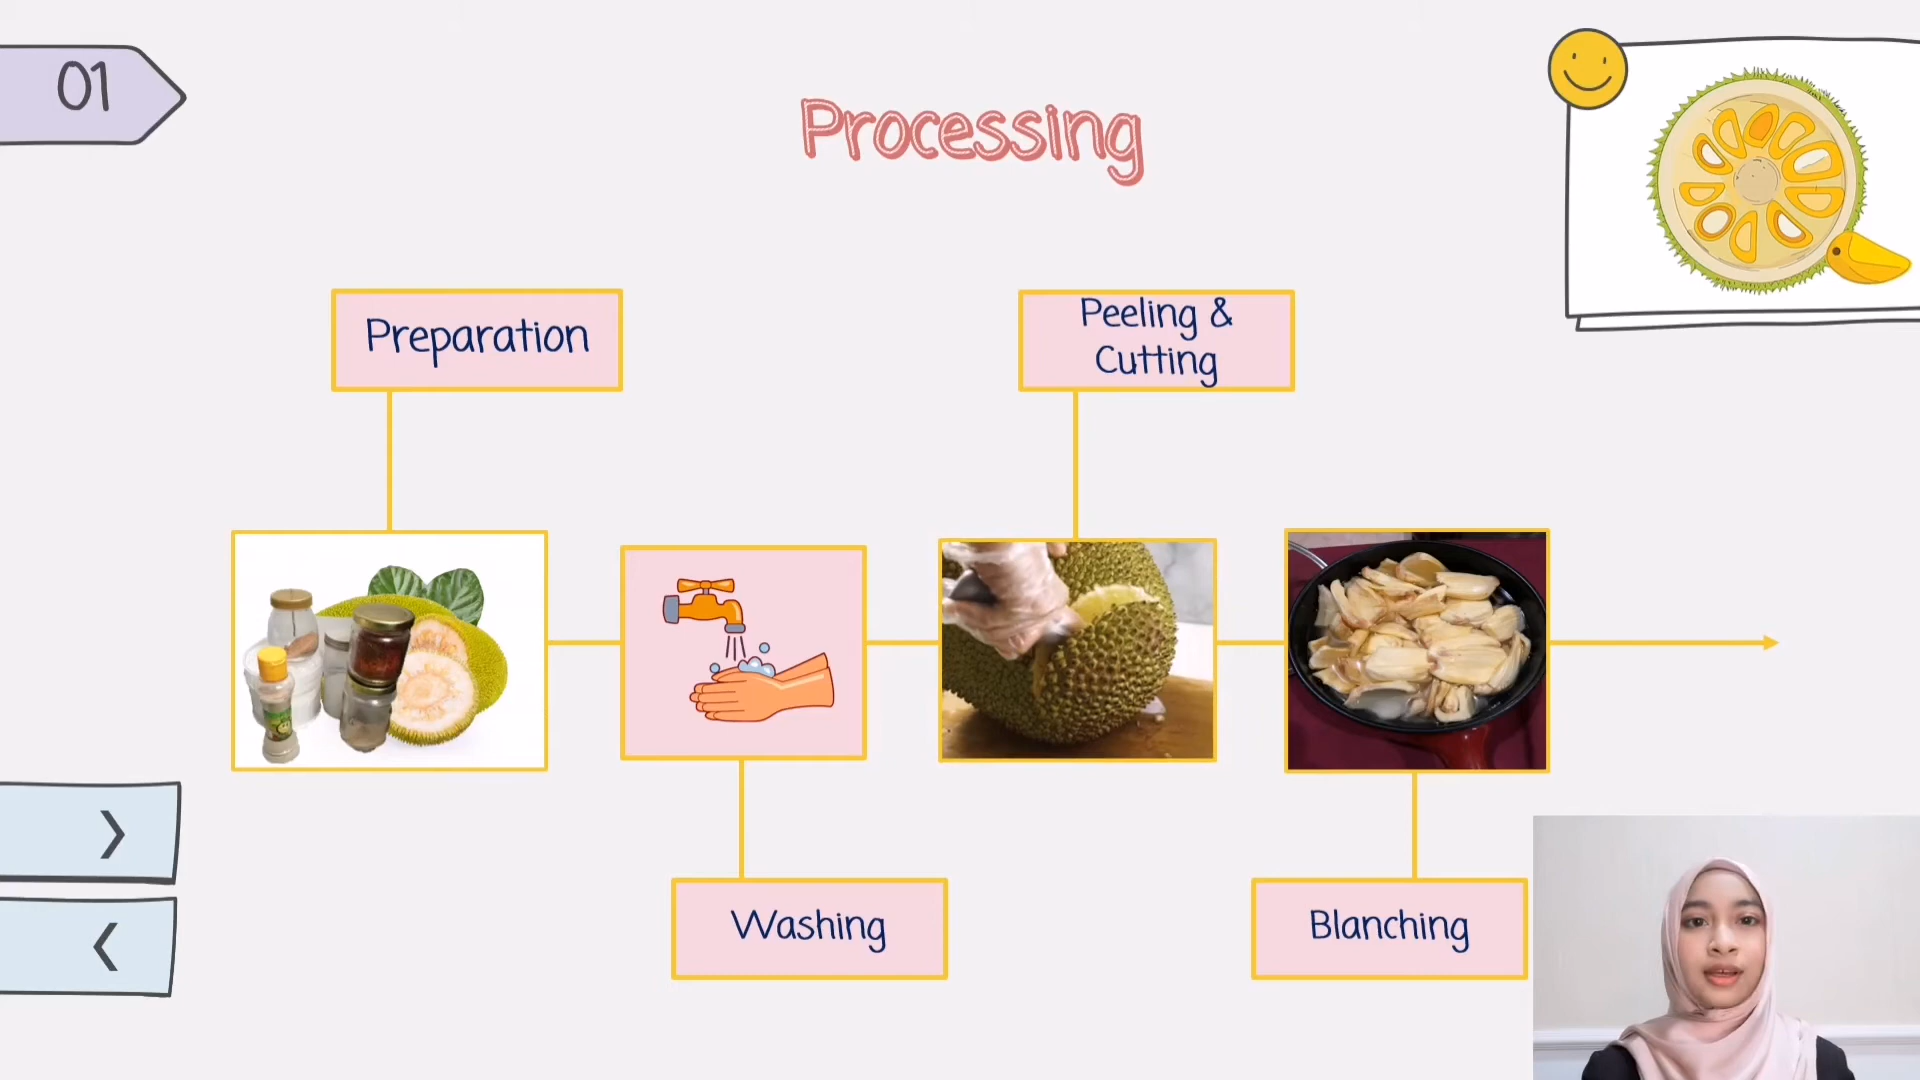 01
Processing
Preparation
Peeling &
Cutting
Washing
Blanching